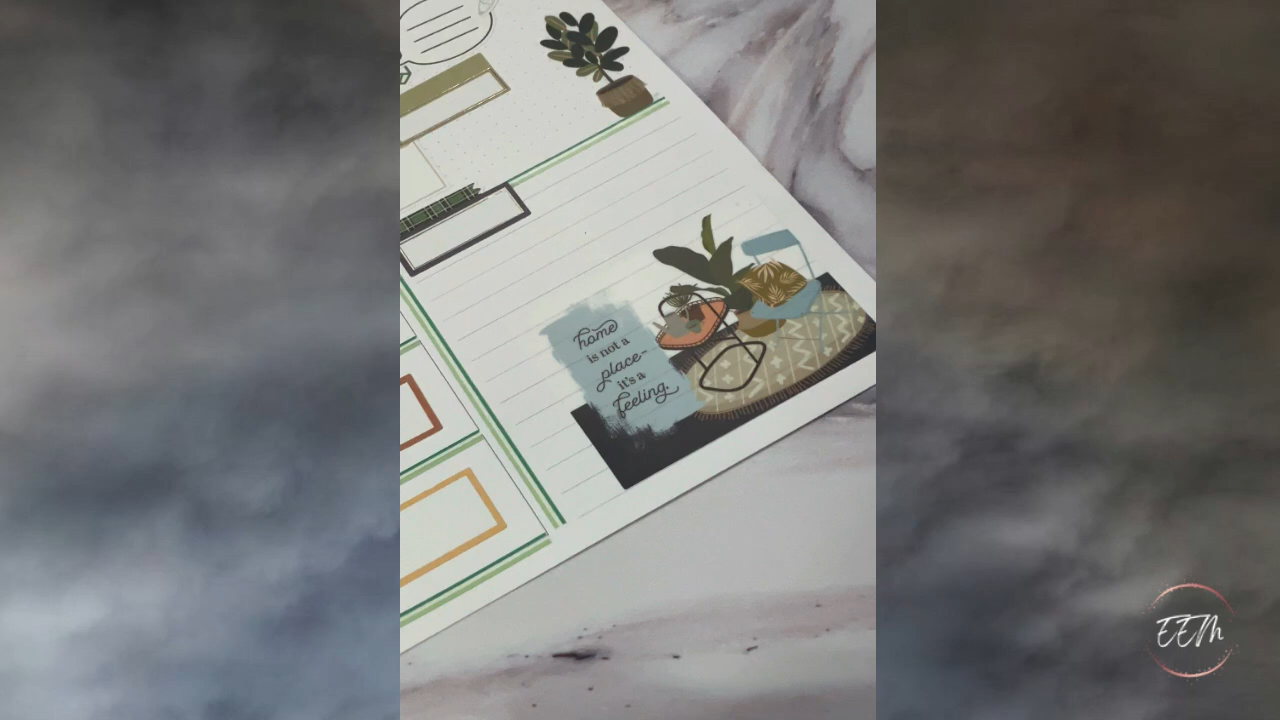 home
is not a
place-
it's a
feeling.
EEM